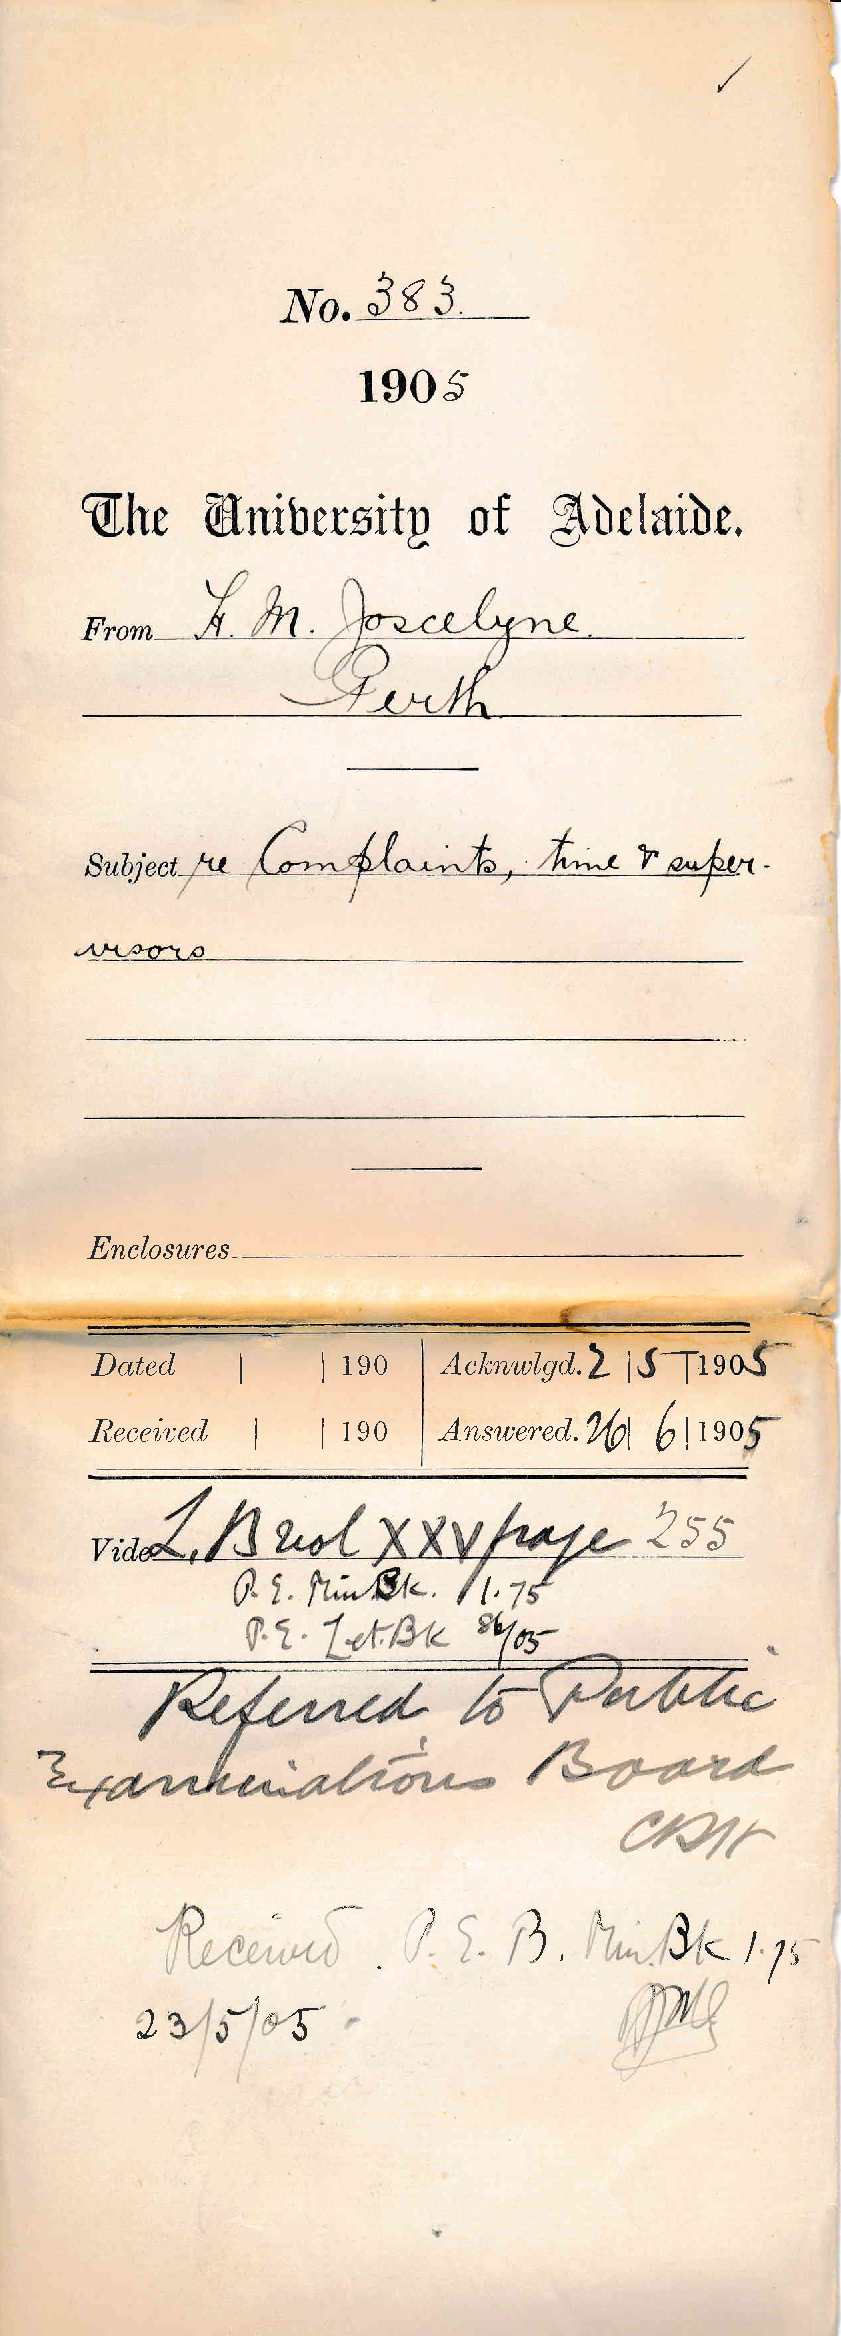 No. 383.
1905
The University of Adelaide.
From H. M. Joscelyne
Perth
Subject re Complaints, time & super-
visors
Enclosures
Dated | | 190 Acknwlgd. 2 | 5 | 1905
Received | | 190 Answered. 26 | 6 | 1905
Vide L. B vol XXV page 255
P. E. Min Bk. 1.75
P. E. Let. Bk 86/05
Referred to Public
Examinations Board
Received. P. E. B. Min. Bk 1.75
23/5/05